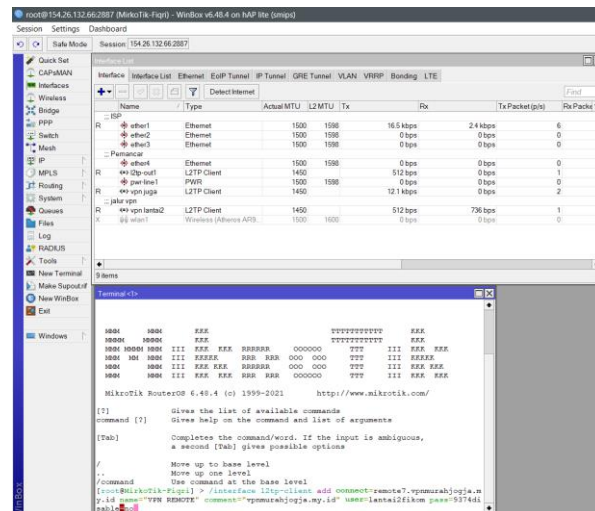 root@154.26.132.66:2887 (MirkoTik-Fiqri) - WinBox v6.48.4 on hAP lite (smips)
Session Settings Dashboard
Safe Mode Session: 154.26.132.66:2887
Quick Set
CAPsMAN
Interfaces
Wireless
Bridge
PPP
Switch
Mesh
IP
MPLS
Routing
System
Queues
Files
Log
RADIUS
Tools
New Terminal
Make Supout.rif
New WinBox
Exit
Windows
WinBox
Interface List
Interface Interface List Ethernet EoIP Tunnel IP Tunnel GRE Tunnel VLAN VRRP Bonding LTE
Detect Internet Find
Name Type Actual MTU L2 MTU Tx Rx Tx Packet (p/s) Rx Packe
::: ISP
R ether1 Ethernet 1500 1598 16.5 kbps 2.4 kbps 6
ether2 Ethernet 1500 1598 0 bps 0 bps 0
ether3 Ethernet 1500 1598 0 bps 0 bps 0
::: Pemancar
ether4 Ethernet 1500 1598 0 bps 0 bps 0
R l2tp-out1 L2TP Client 1450 512 bps 0 bps 1
pwr-line1 PWR 1500 1598 0 bps 0 bps 0
R vpn juga L2TP Client 1450 12.1 kbps 0 bps 2
::: jalur vpn
R vpn lantai2 L2TP Client 1450 512 bps 736 bps 1
X wlan1 Wireless (Atheros AR9... 1500 1600 0 bps 0 bps 0
9 items
Terminal <1>
MikroTik RouterOS 6.48.4 (c) 1999-2021 http://www.mikrotik.com/
[?] Gives the list of available commands
command [?] Gives help on the command and list of arguments
[Tab] Completes the command/word. If the input is ambiguous,
a second [Tab] gives possible options
/ Move up to base level
.. Move up one level
/command Use command at the base level
[root@MirkoTik-Fiqri] > /interface l2tp-client add connect=remote7.vpnmurahjogja.m
y.id name="VPN REMOTE" comment="vpnmurahjogja.my.id" user=lantai2fikom pass=9374di
sable=no